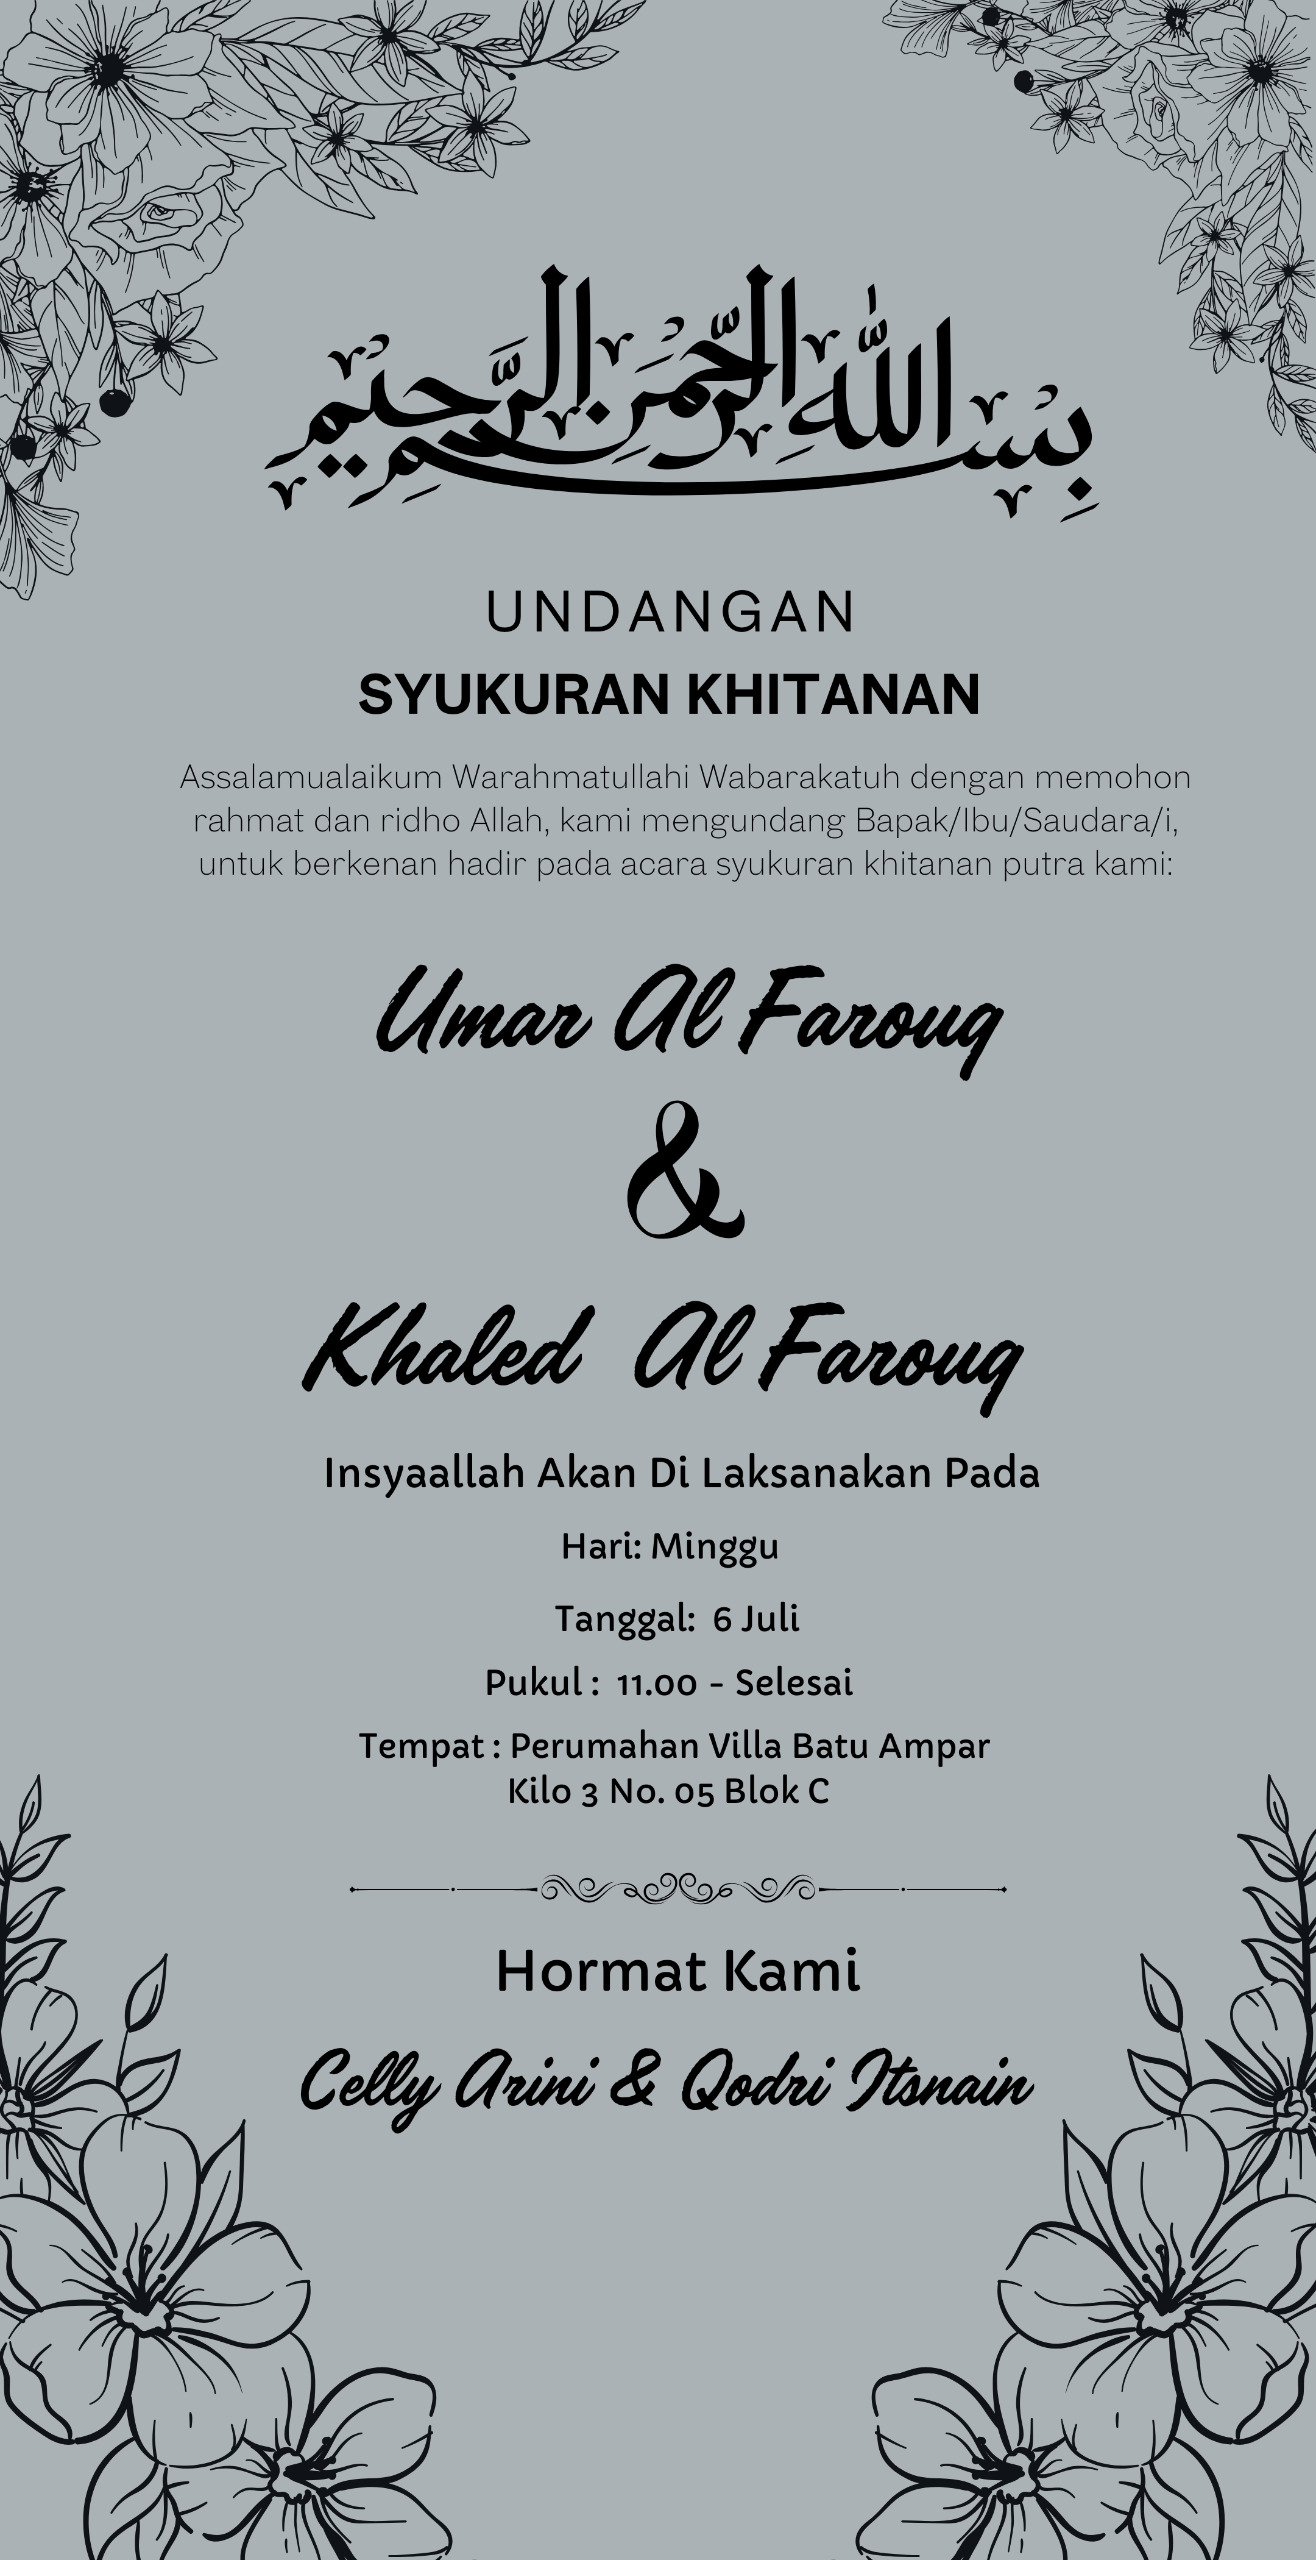 بِسْمِ اللَّهِ الرَّحْمَٰنِ الرَّحِيمِ
UNDANGAN
SYUKURAN KHITANAN
Assalamualaikum Warahmatullahi Wabarakatuh dengan memohon
rahmat dan ridho Allah, kami mengundang Bapak/Ibu/Saudara/i,
untuk berkenan hadir pada acara syukuran khitanan putra kami:
Umar Al Farouq
&
Khaled Al Farouq
Insyaallah Akan Di Laksanakan Pada
Hari: Minggu
Tanggal: 6 Juli
Pukul : 11.00 - Selesai
Tempat : Perumahan Villa Batu Ampar
Kilo 3 No. 05 Blok C
Hormat Kami
Celly Arini & Qodri Itsnain